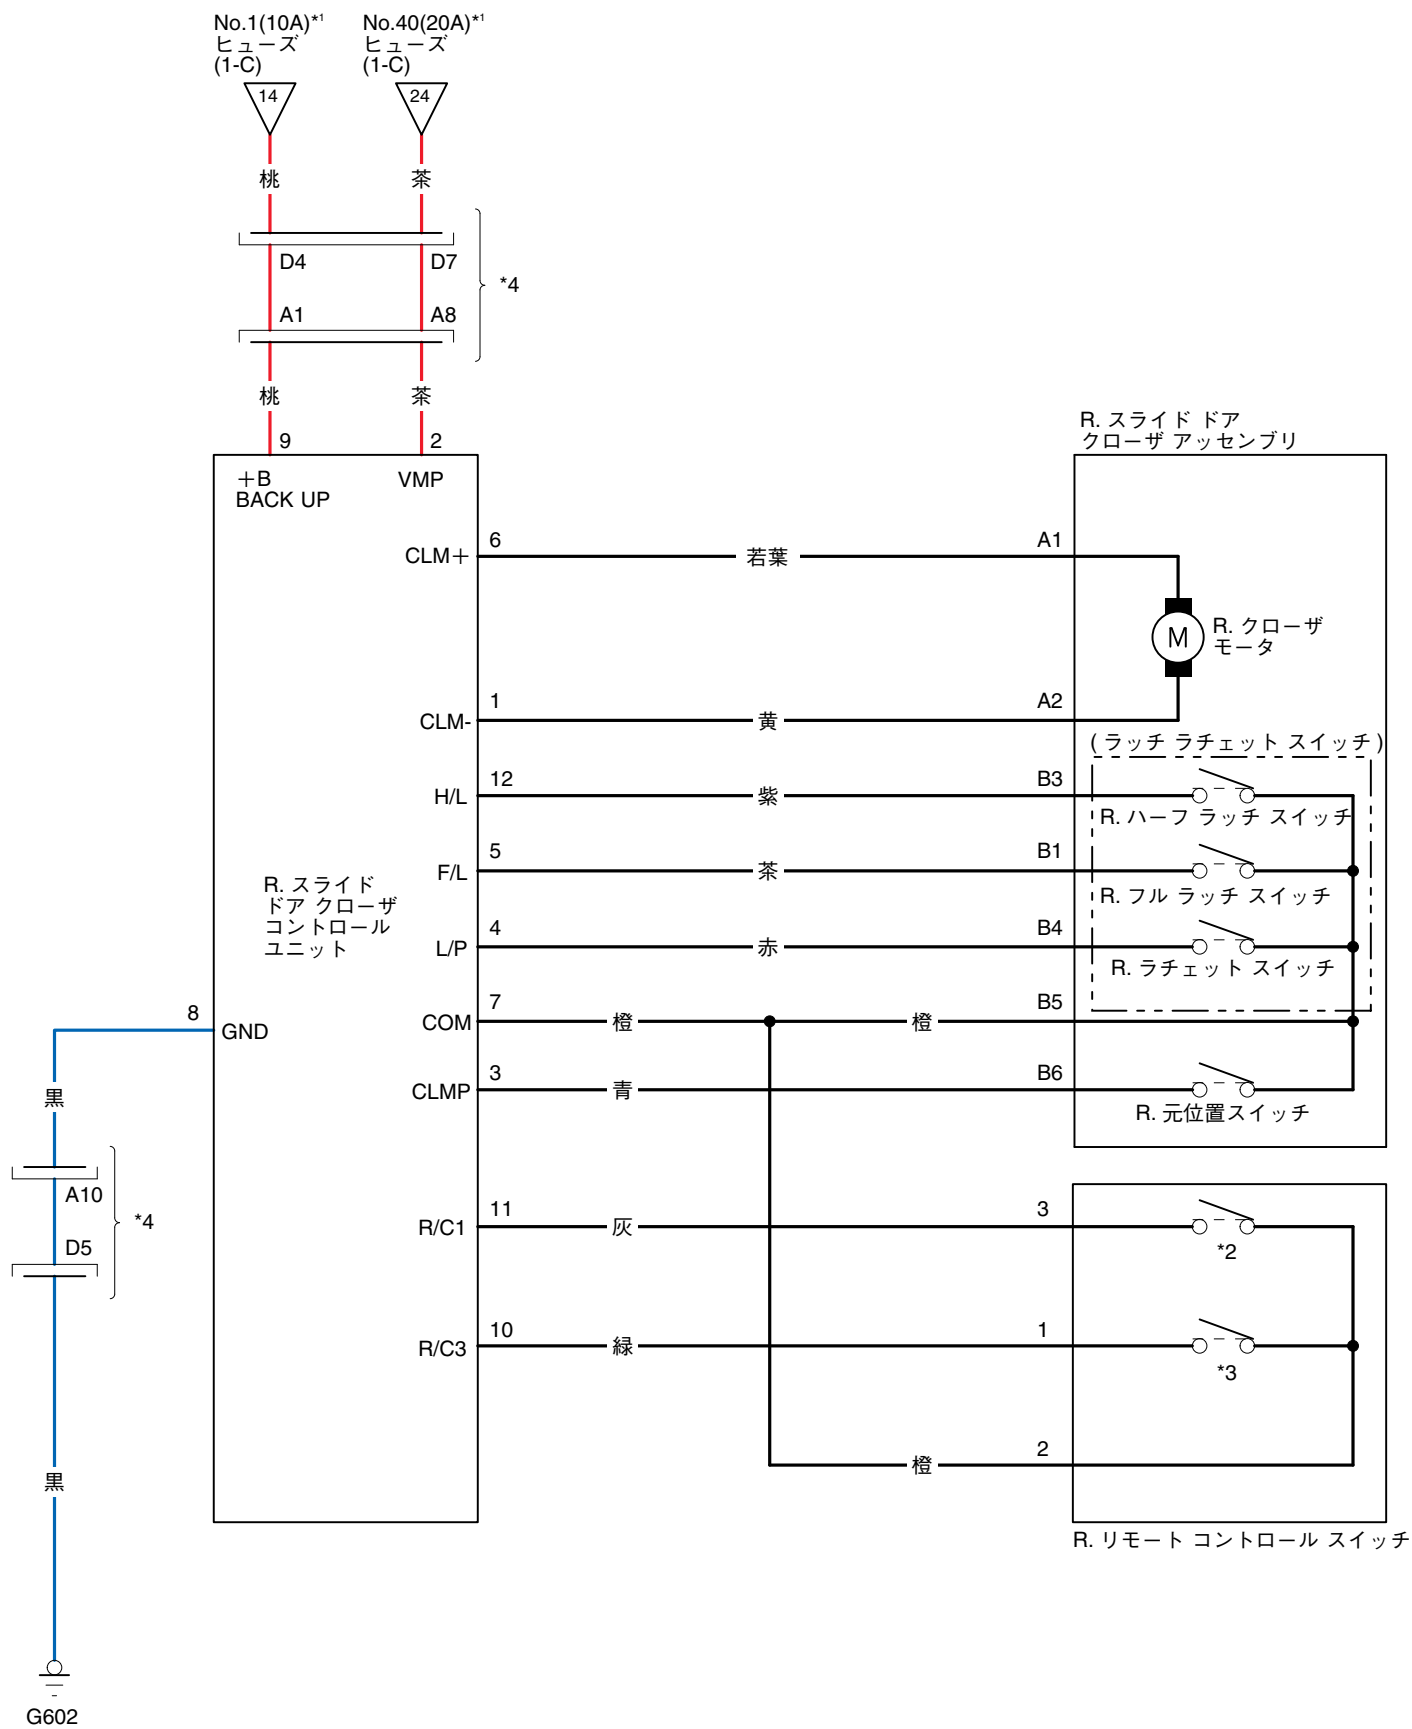 No.1(10A)*1
ヒューズ
(1-C)
No.40(20A)*1
ヒューズ
(1-C)
14
24
桃
茶
D4
D7
*4
A1
A8
桃
茶
9
2
+B
BACK UP
VMP
R. スライド ドア
クローザ アッセンブリ
CLM+
6
若葉
A1
M
R. クローザ
モータ
CLM-
1
黄
A2
(ラッチ ラチェット スイッチ)
H/L
12
紫
B3
R. ハーフ ラッチ スイッチ
F/L
5
茶
B1
R. フル ラッチ スイッチ
R. スライド
ドア クローザ
コントロール
ユニット
L/P
4
赤
B4
R. ラチェット スイッチ
COM
7
橙
橙
B5
8
GND
CLMP
3
青
B6
R. 元位置スイッチ
黒
A10
*4
D5
R/C1
11
灰
3
*2
R/C3
10
緑
1
*3
橙
2
黒
R. リモート コントロール スイッチ
G602